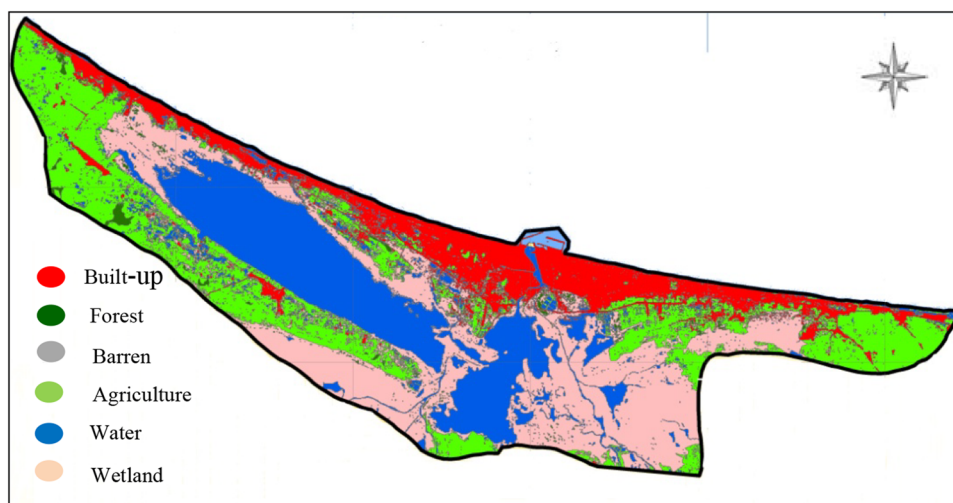 Built-up
Forest
Barren
Agriculture
Water
Wetland